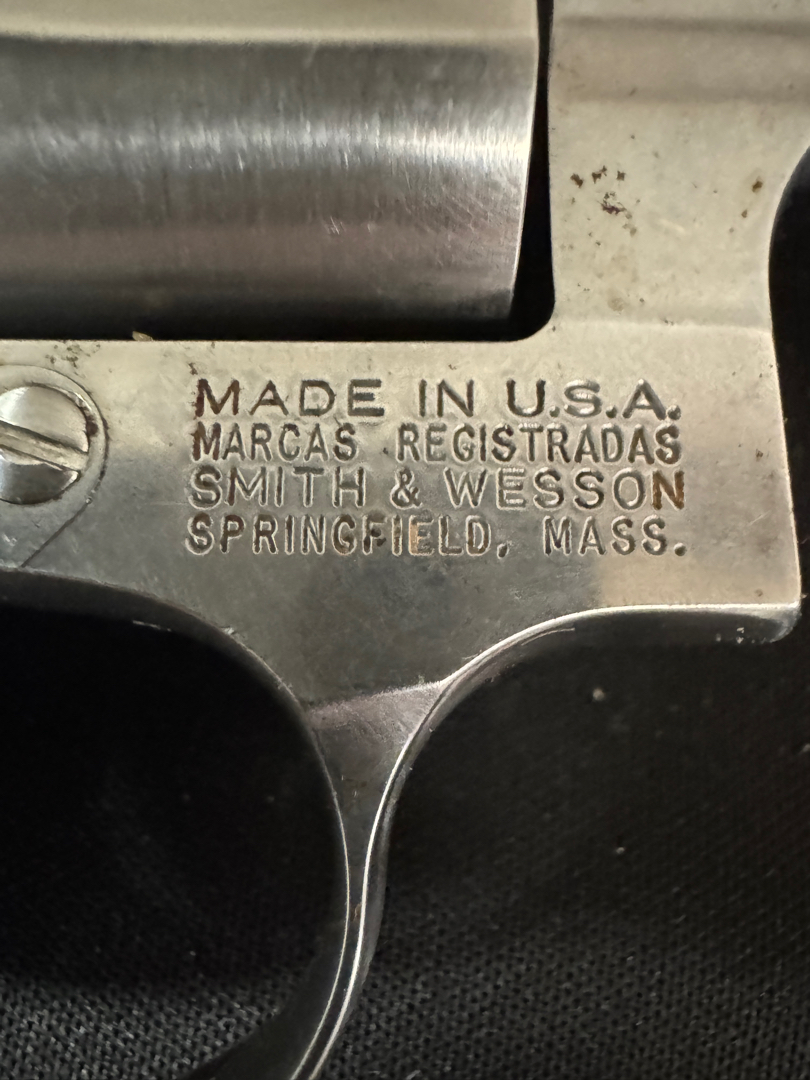 MADE IN U.S.A.
MARCAS REGISTRADAS
SMITH & WESSON
SPRINGFIELD, MASS.